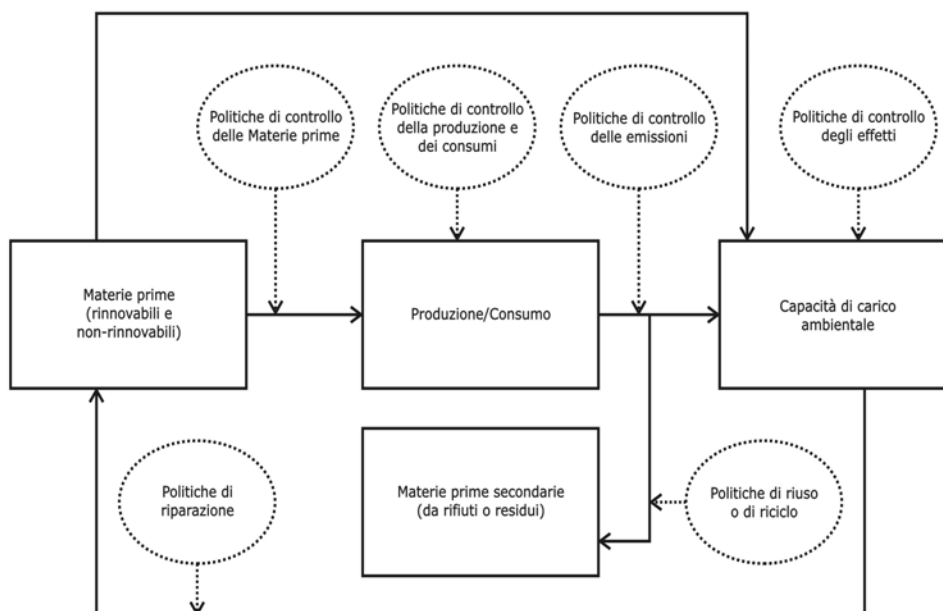 Politiche di controllo
delle Materie prime
Politiche di controllo
della produzione e
dei consumi
Politiche di controllo
delle emissioni
Politiche di controllo
degli effetti
Materie prime
(rinnovabili e
non-rinnovabili)
Produzione/Consumo
Capacità di carico
ambientale
Politiche di
riparazione
Materie prime secondarie
(da rifiuti o residui)
Politiche di riuso
o di riciclo